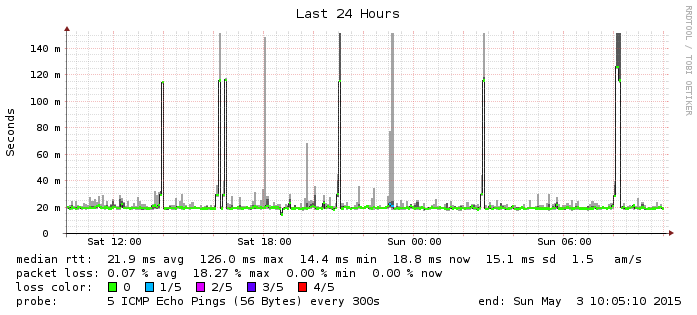 Last 24 Hours
RRDTOOL / TOBI OETIKER
Seconds
140 m
120 m
100 m
80 m
60 m
40 m
20 m
0
Sat 12:00 Sat 18:00 Sun 00:00 Sun 06:00
median rtt: 21.9 ms avg 126.0 ms max 14.4 ms min 18.8 ms now 15.1 ms sd 1.5 am/s
packet loss: 0.07 % avg 18.27 % max 0.00 % min 0.00 % now
loss color: 0 1/5 2/5 3/5 4/5
probe: 5 ICMP Echo Pings (56 Bytes) every 300s end: Sun May 3 10:05:10 2015